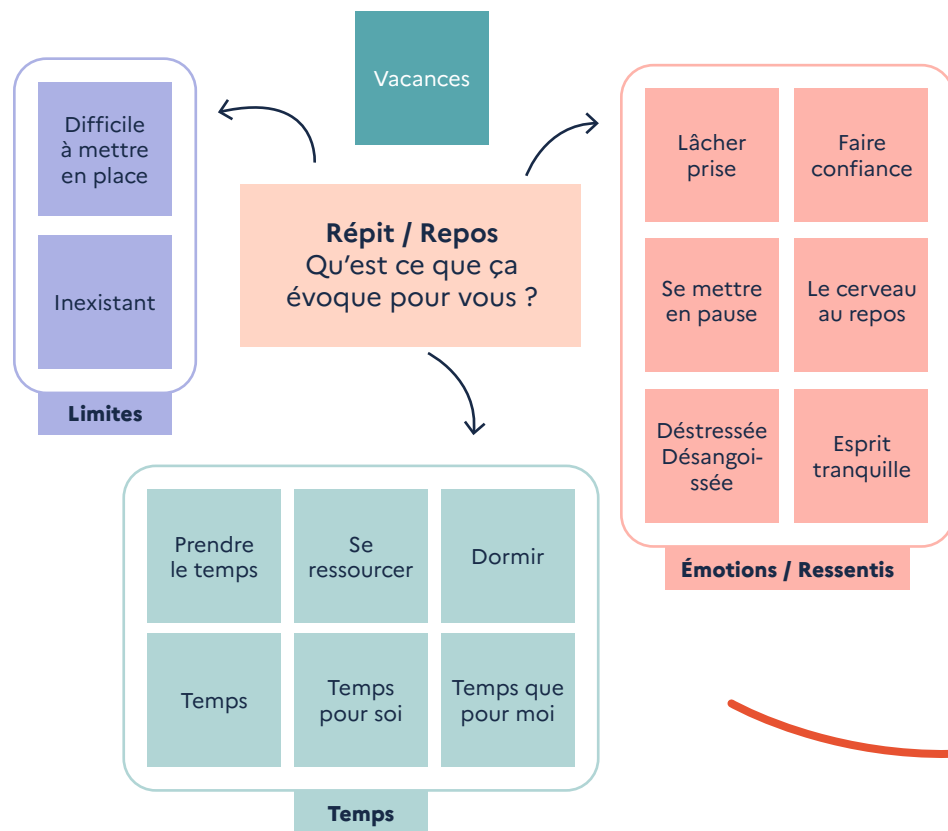 Vacances
Difficile
à mettre
en place
Inexistant
Limites
Répit / Repos
Qu’est ce que ça
évoque pour vous ?
Lâcher
prise
Faire
confiance
Se mettre
en pause
Le cerveau
au repos
Déstressée
Désangoi-
ssée
Esprit
tranquille
Émotions / Ressentis
Prendre
le temps
Se
ressourcer
Dormir
Temps
Temps
pour soi
Temps que
pour moi
Temps